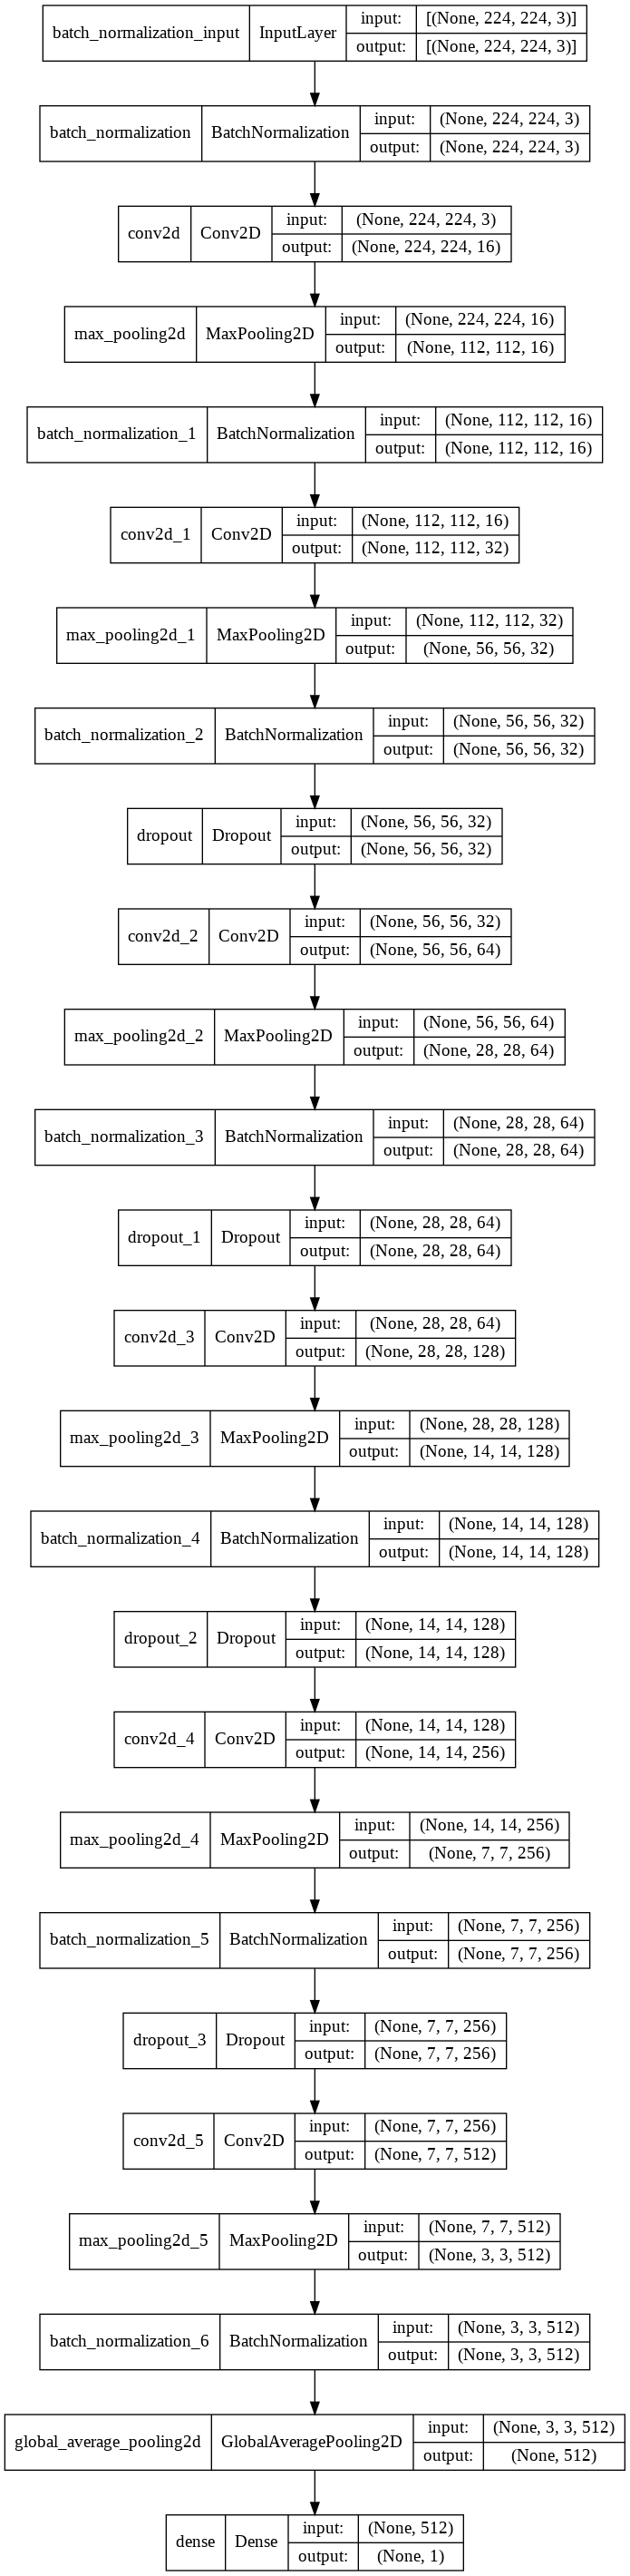 batch_normalization_input InputLayer input: [(None, 224, 224, 3)]
output: [(None, 224, 224, 3)]
batch_normalization BatchNormalization input: (None, 224, 224, 3)
output: (None, 224, 224, 3)
conv2d Conv2D input: (None, 224, 224, 3)
output: (None, 224, 224, 16)
max_pooling2d MaxPooling2D input: (None, 224, 224, 16)
output: (None, 112, 112, 16)
batch_normalization_1 BatchNormalization input: (None, 112, 112, 16)
output: (None, 112, 112, 16)
conv2d_1 Conv2D input: (None, 112, 112, 16)
output: (None, 112, 112, 32)
max_pooling2d_1 MaxPooling2D input: (None, 112, 112, 32)
output: (None, 56, 56, 32)
batch_normalization_2 BatchNormalization input: (None, 56, 56, 32)
output: (None, 56, 56, 32)
dropout Dropout input: (None, 56, 56, 32)
output: (None, 56, 56, 32)
conv2d_2 Conv2D input: (None, 56, 56, 32)
output: (None, 56, 56, 64)
max_pooling2d_2 MaxPooling2D input: (None, 56, 56, 64)
output: (None, 28, 28, 64)
batch_normalization_3 BatchNormalization input: (None, 28, 28, 64)
output: (None, 28, 28, 64)
dropout_1 Dropout input: (None, 28, 28, 64)
output: (None, 28, 28, 64)
conv2d_3 Conv2D input: (None, 28, 28, 64)
output: (None, 28, 28, 128)
max_pooling2d_3 MaxPooling2D input: (None, 28, 28, 128)
output: (None, 14, 14, 128)
batch_normalization_4 BatchNormalization input: (None, 14, 14, 128)
output: (None, 14, 14, 128)
dropout_2 Dropout input: (None, 14, 14, 128)
output: (None, 14, 14, 128)
conv2d_4 Conv2D input: (None, 14, 14, 128)
output: (None, 14, 14, 256)
max_pooling2d_4 MaxPooling2D input: (None, 14, 14, 256)
output: (None, 7, 7, 256)
batch_normalization_5 BatchNormalization input: (None, 7, 7, 256)
output: (None, 7, 7, 256)
dropout_3 Dropout input: (None, 7, 7, 256)
output: (None, 7, 7, 256)
conv2d_5 Conv2D input: (None, 7, 7, 256)
output: (None, 7, 7, 512)
max_pooling2d_5 MaxPooling2D input: (None, 7, 7, 512)
output: (None, 3, 3, 512)
batch_normalization_6 BatchNormalization input: (None, 3, 3, 512)
output: (None, 3, 3, 512)
global_average_pooling2d GlobalAveragePooling2D input: (None, 3, 3, 512)
output: (None, 512)
dense Dense input: (None, 512)
output: (None, 1)